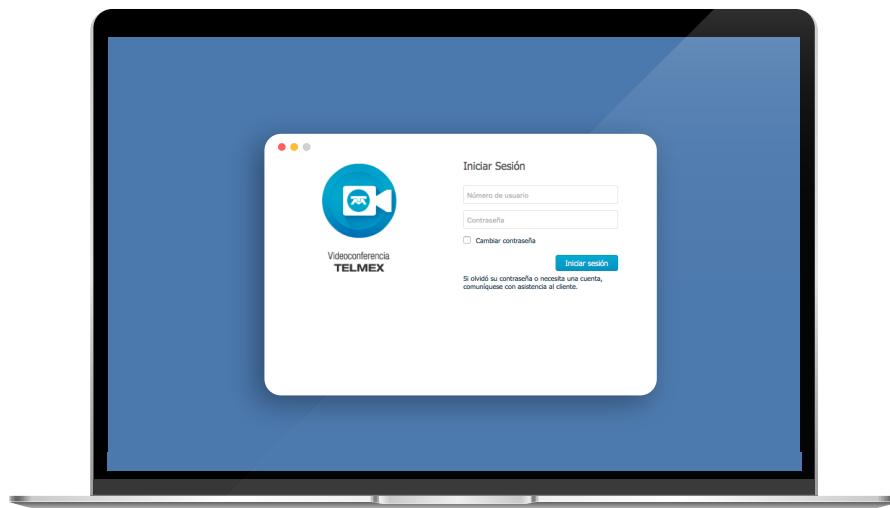 Iniciar Sesión
Número de usuario
Contraseña
Cambiar contraseña
Iniciar sesión
Si olvidó su contraseña o necesita una cuenta,
comuníquese con asistencia al cliente.
Videoconferencia
TELMEX